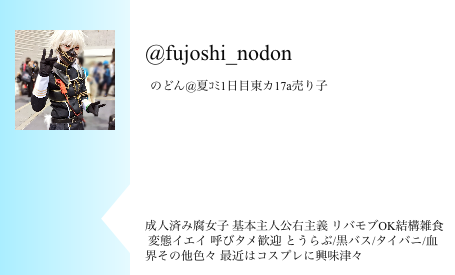 @fujoshi_nodon
のどん@夏ｺﾐ1日目東カ17a売り子
成人済み腐女子 基本主人公右主義 リバモブOK結構雑食
変態イエイ 呼びタメ歓迎 とうらぶ/黒バス/タイバニ/血
界その他色々 最近はコスプレに興味津々